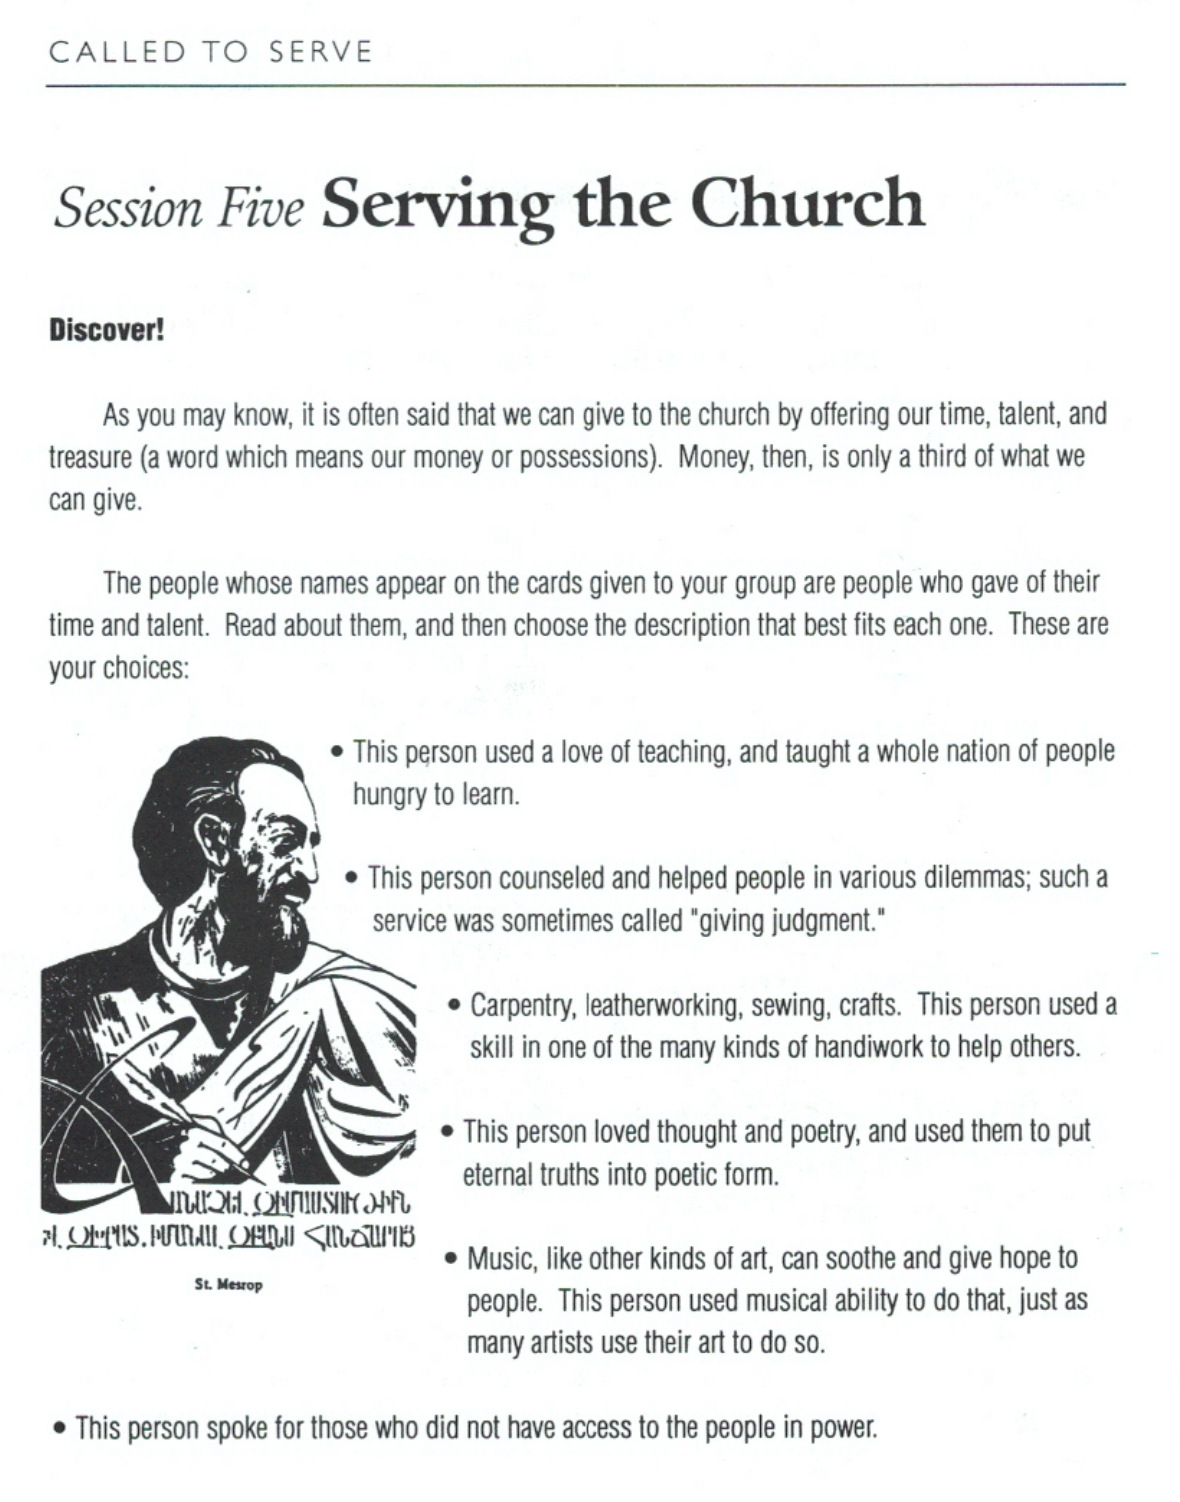 CALLED TO SERVE
Session Five Serving the Church
Discover!
As you may know, it is often said that we can give to the church by offering our time, talent, and
treasure (a word which means our money or possessions).  Money, then, is only a third of what we
can give.
The people whose names appear on the cards given to your group are people who gave of their
time and talent.  Read about them, and then choose the description that best fits each one.  These are
your choices:
• This person used a love of teaching, and taught a whole nation of people
hungry to learn.
• This person counseled and helped people in various dilemmas; such a
service was sometimes called "giving judgment."
• Carpentry, leatherworking, sewing, crafts.  This person used a
skill in one of the many kinds of handiwork to help others.
• This person loved thought and poetry, and used them to put
eternal truths into poetic form.
St. Mesrop
• Music, like other kinds of art, can soothe and give hope to
people.  This person used musical ability to do that, just as
many artists use their art to do so.
• This person spoke for those who did not have access to the people in power.